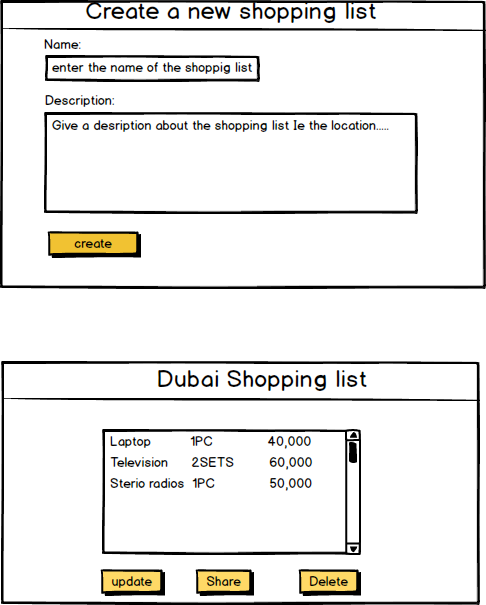 Create a new shopping list
Name:
enter the name of the shoppig list
Description:
Give a desription about the shopping list Ie the location.....
create
Dubai Shopping list
Laptop 1PC 40,000
Television 2SETS 60,000
Sterio radios 1PC 50,000
update Share Delete